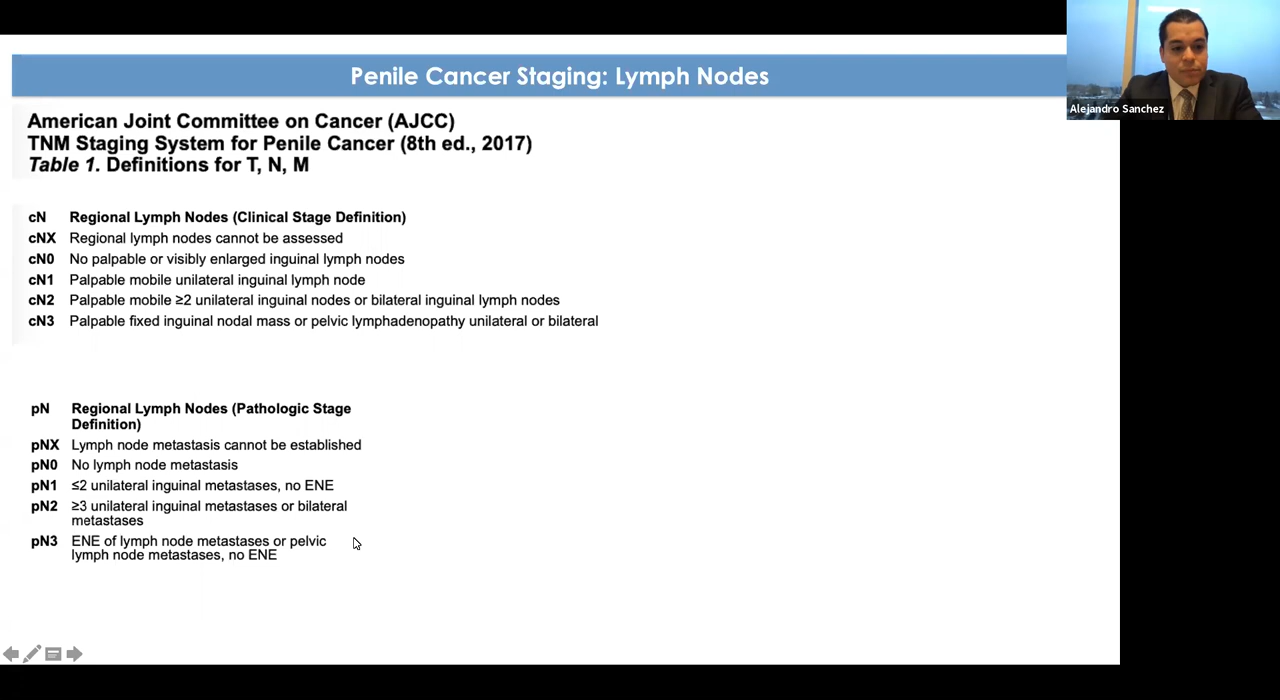 Penile Cancer Staging: Lymph Nodes
Alejandro Sanchez
American Joint Committee on Cancer (AJCC)
TNM Staging System for Penile Cancer (8th ed., 2017)
Table 1. Definitions for T, N, M
cN Regional Lymph Nodes (Clinical Stage Definition)
cNX Regional lymph nodes cannot be assessed
cN0 No palpable or visibly enlarged inguinal lymph nodes
cN1 Palpable mobile unilateral inguinal lymph node
cN2 Palpable mobile ≥2 unilateral inguinal nodes or bilateral inguinal lymph nodes
cN3 Palpable fixed inguinal nodal mass or pelvic lymphadenopathy unilateral or bilateral
pN Regional Lymph Nodes (Pathologic Stage
Definition)
pNX Lymph node metastasis cannot be established
pN0 No lymph node metastasis
pN1 ≤2 unilateral inguinal metastases, no ENE
pN2 ≥3 unilateral inguinal metastases or bilateral
metastases
pN3 ENE of lymph node metastases or pelvic
lymph node metastases, no ENE